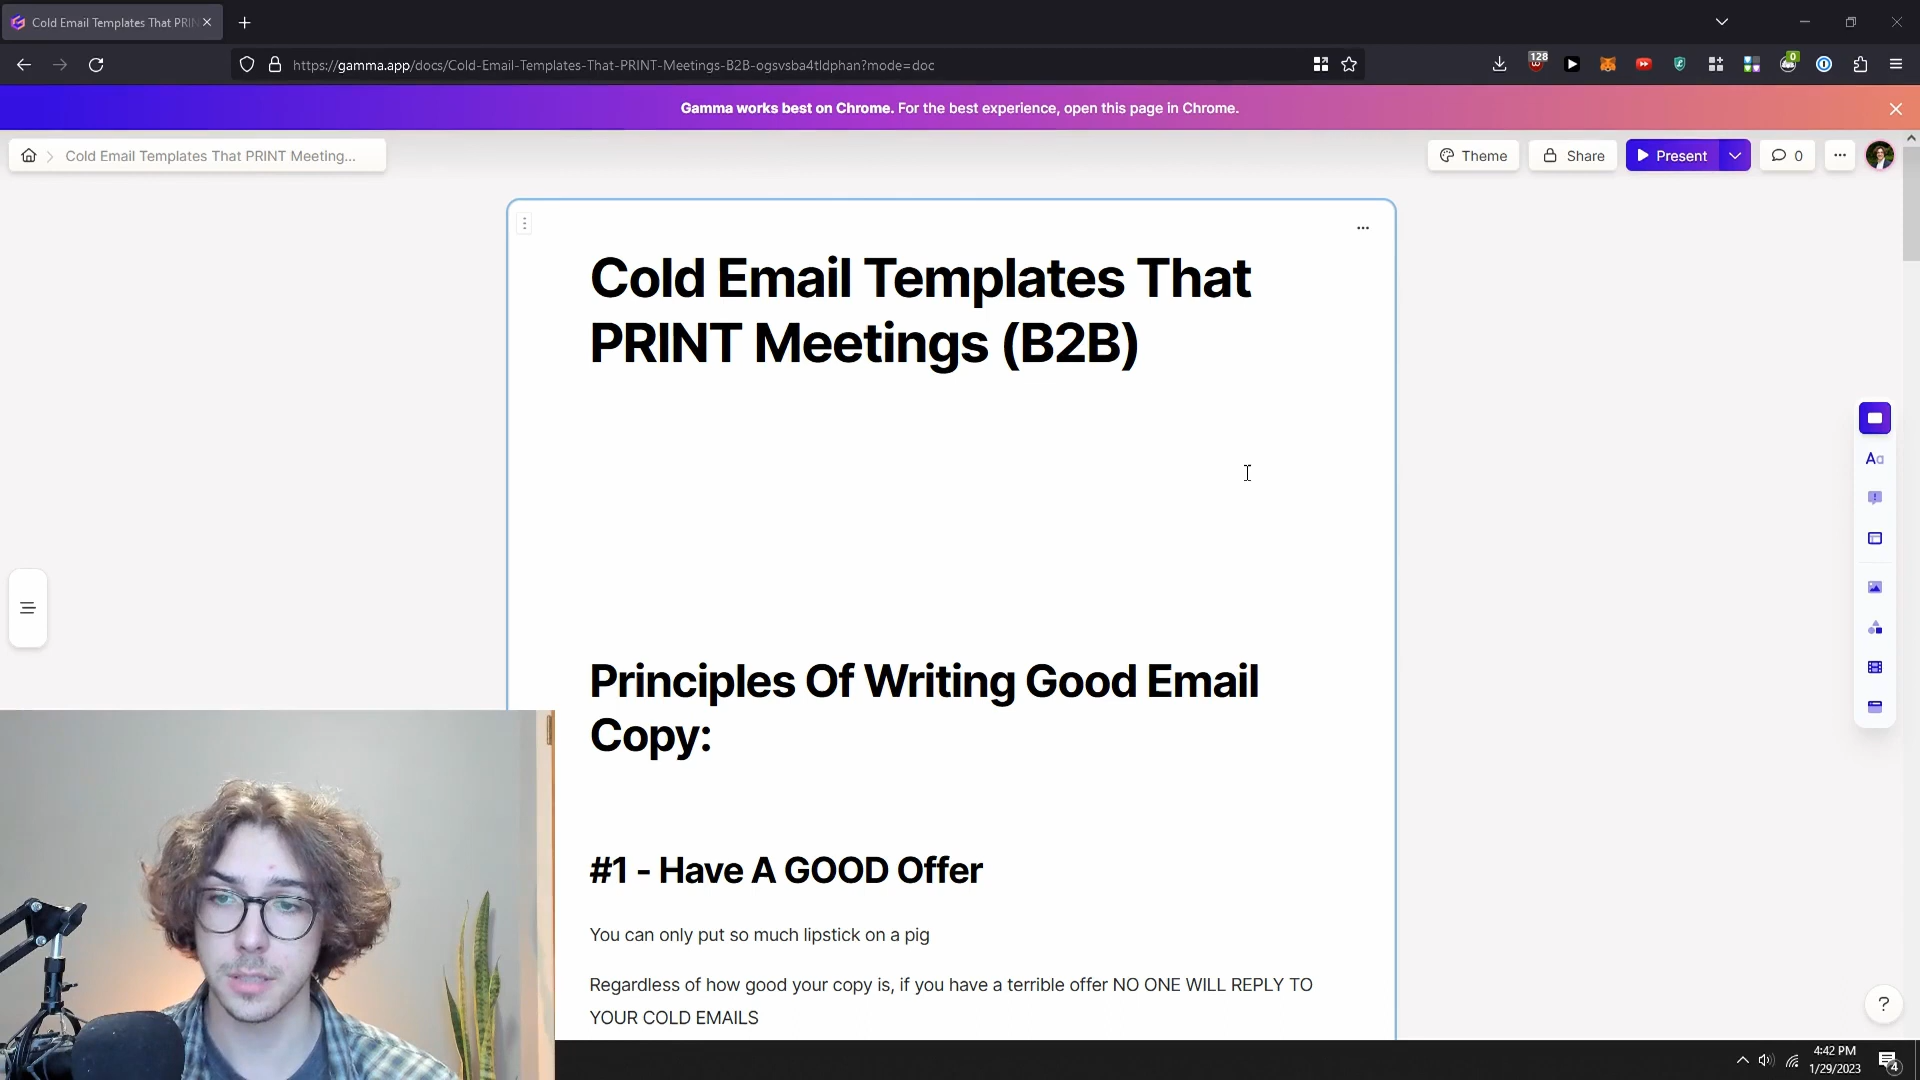 Cold Email Templates That PRIN
https://gamma.app/docs/Cold-Email-Templates-That-PRINT-Meetings-B2B-ogsvsba4tldphan?mode=doc
128
0
Gamma works best on Chrome. For the best experience, open this page in Chrome.
Cold Email Templates That PRINT Meeting...
Theme
Share
Present
0
Cold Email Templates That
PRINT Meetings (B2B)
Aa
Principles Of Writing Good Email
Copy:
#1 - Have A GOOD Offer
You can only put so much lipstick on a pig
Regardless of how good your copy is, if you have a terrible offer NO ONE WILL REPLY TO
YOUR COLD EMAILS
?
4:42 PM
1/29/2023
4